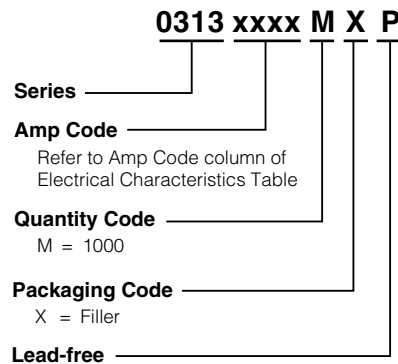 0313 xxxx M X P
Series
Amp Code
Refer to Amp Code column of
Electrical Characteristics Table
Quantity Code
M = 1000
Packaging Code
X = Filler
Lead-free